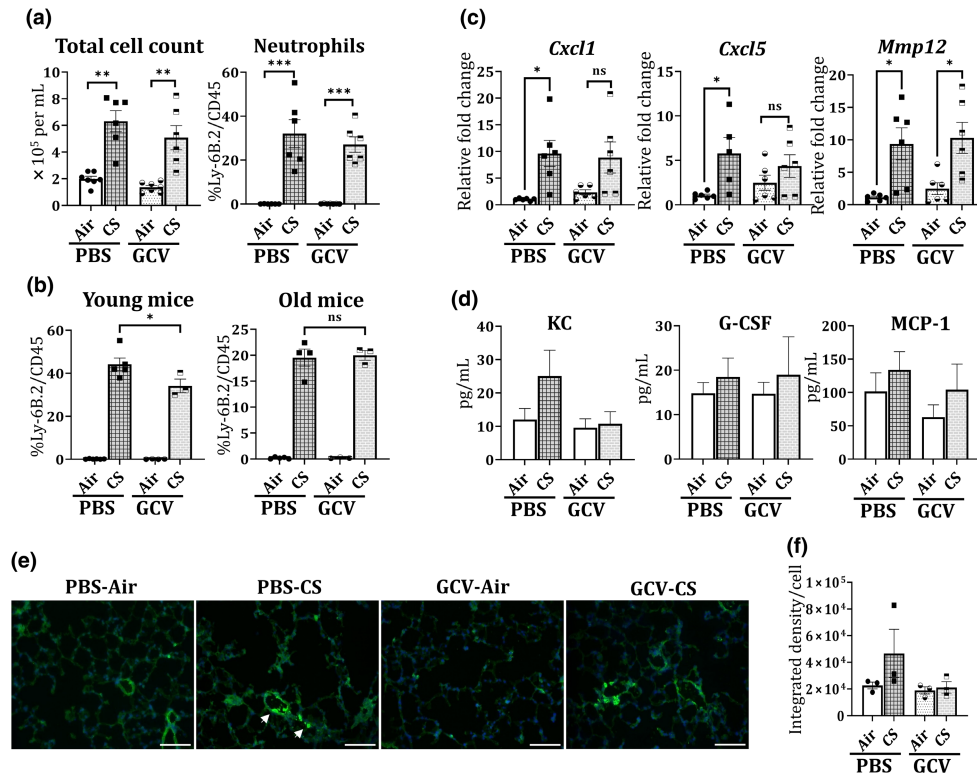 (a)
Total cell count
× 10⁵ per mL
10
8
6
4
2
0
**
**
Air CS Air CS
PBS GCV
Neutrophils
%Ly-6B.2/CD45
60
40
20
0
***
***
Air CS Air CS
PBS GCV
(c)
Cxcl1
Relative fold change
25
20
15
10
5
0
*
ns
Air CS Air CS
PBS GCV
Cxcl5
Relative fold change
15
10
5
0
*
ns
Air CS Air CS
PBS GCV
Mmp12
Relative fold change
20
15
10
5
0
*
*
Air CS Air CS
PBS GCV
(b)
Young mice
%Ly-6B.2/CD45
60
40
20
0
*
Air CS Air CS
PBS GCV
Old mice
%Ly-6B.2/CD45
25
20
15
10
5
0
ns
Air CS Air CS
PBS GCV
(d)
KC
pg/mL
40
30
20
10
0
Air CS Air CS
PBS GCV
G-CSF
pg/mL
30
20
10
0
Air CS Air CS
PBS GCV
MCP-1
pg/mL
200
150
100
50
0
Air CS Air CS
PBS GCV
(e)
PBS-Air PBS-CS GCV-Air GCV-CS
(f)
Integrated density/cell
1×10⁵
8×10⁴
6×10⁴
4×10⁴
2×10⁴
0
Air CS Air CS
PBS GCV